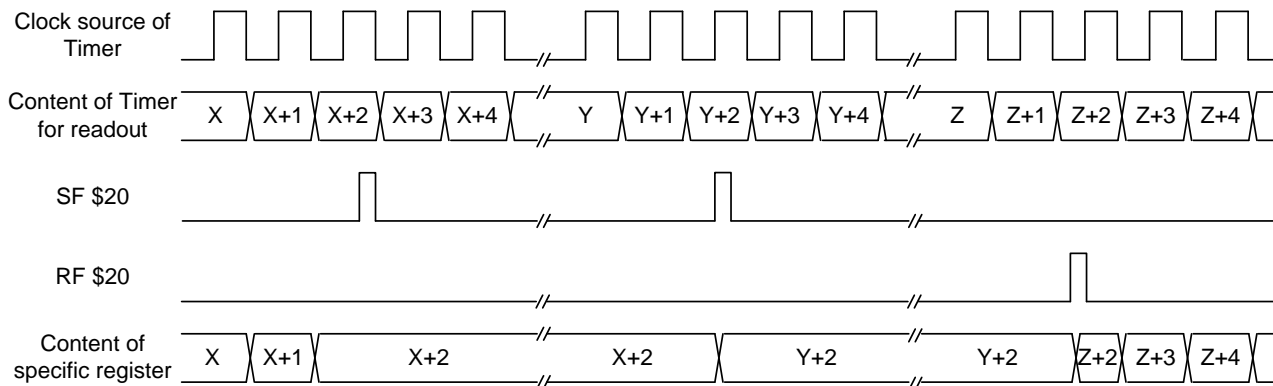 Clock source of
Timer
Content of Timer
for readout
X X+1 X+2 X+3 X+4 Y Y+1 Y+2 Y+3 Y+4 Z Z+1 Z+2 Z+3 Z+4
SF $20
RF $20
Content of
specific register
X X+1 X+2 X+2 Y+2 Y+2 Z+2 Z+3 Z+4